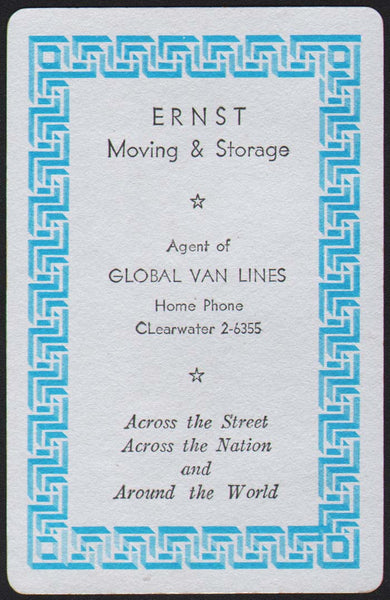 ERNST
Moving & Storage
☆
Agent of
GLOBAL VAN LINES
Home Phone
CLearwater 2-6355
☆
Across the Street
Across the Nation
and
Around the World